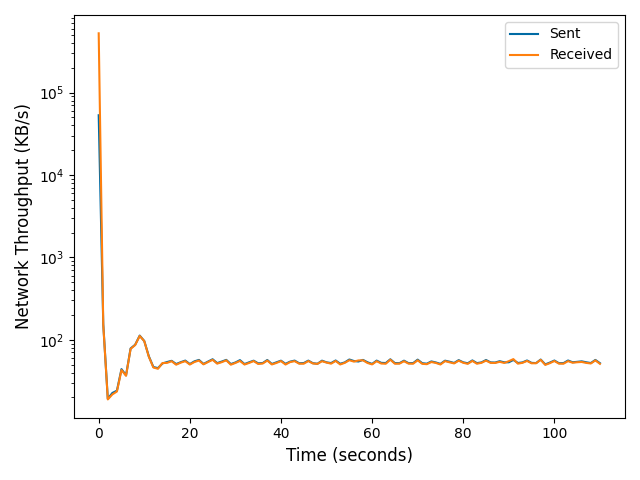 Sent
Received
Network Throughput (KB/s)
10^5
10^4
10^3
10^2
0 20 40 60 80 100
Time (seconds)